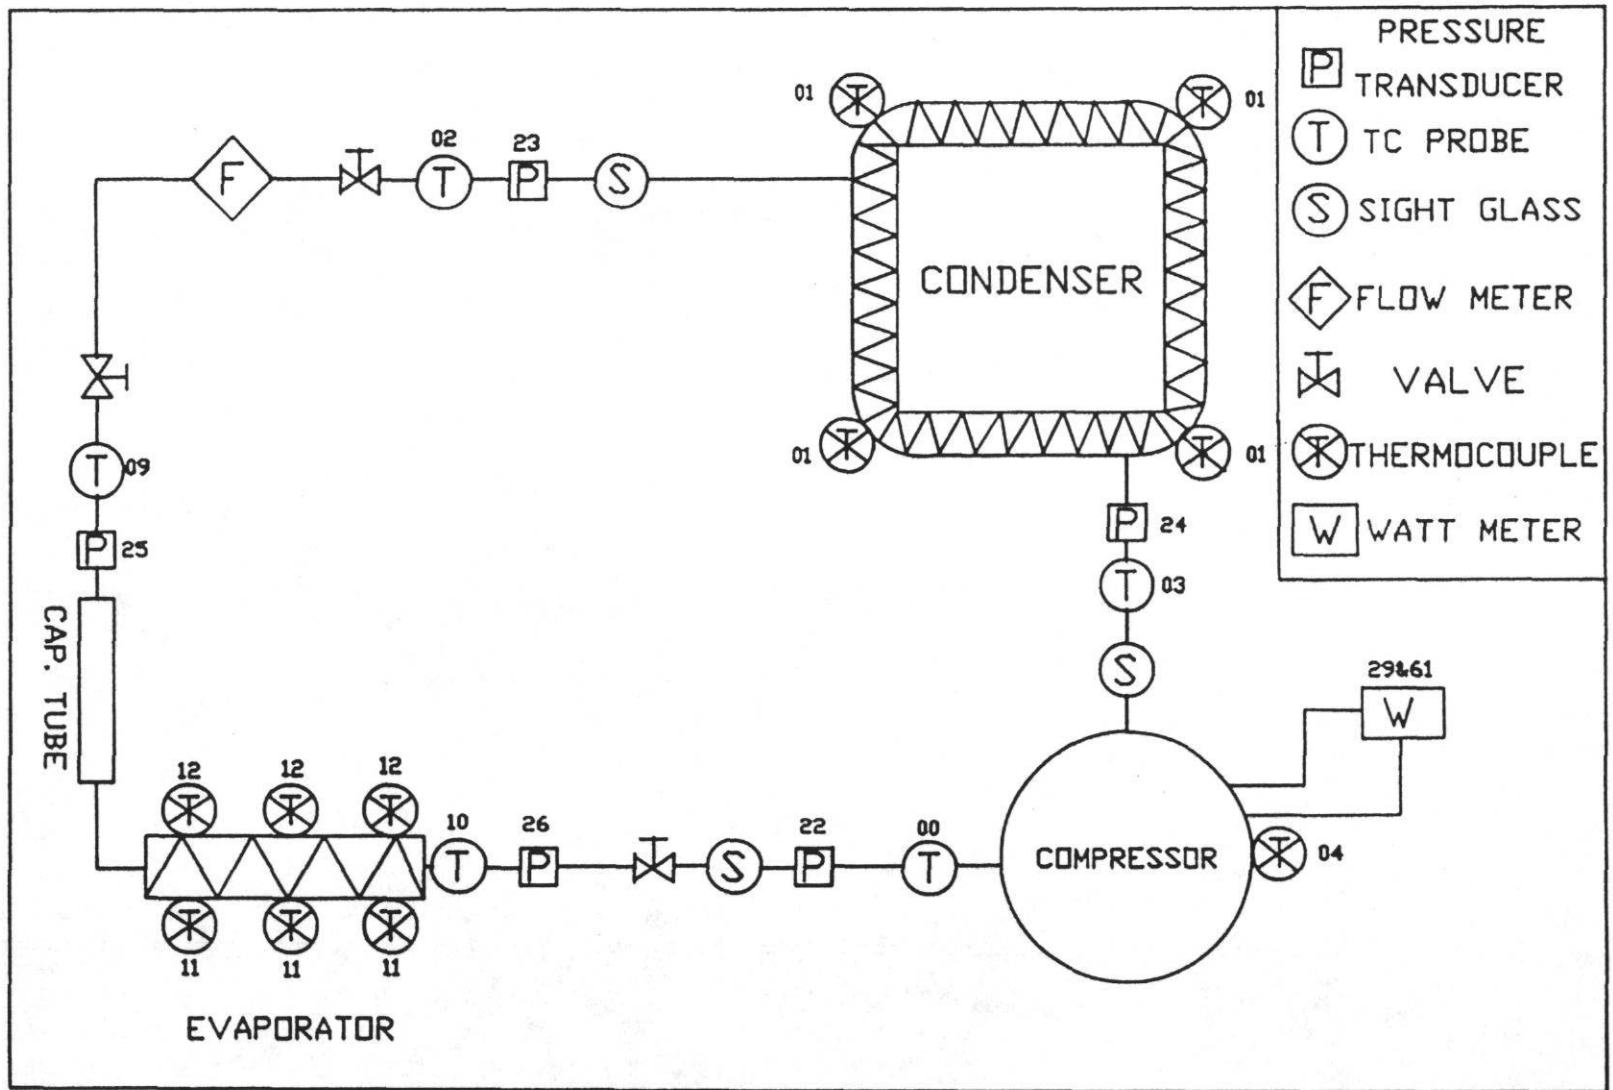 PRESSURE
P TRANSDUCER
T TC PROBE
S SIGHT GLASS
F FLOW METER
VALVE
T THERMOCOUPLE
W WATT METER
01
T
T
01
02
23
F
T
P
S
CONDENSER
01
T
T
01
T
09
P
25
P
24
T
03
S
CAP. TUBE
29&61
W
12
12
12
T
T
T
10
26
22
00
T
P
S
P
T
COMPRESSOR
T
04
T
T
T
11
11
11
EVAPORATOR